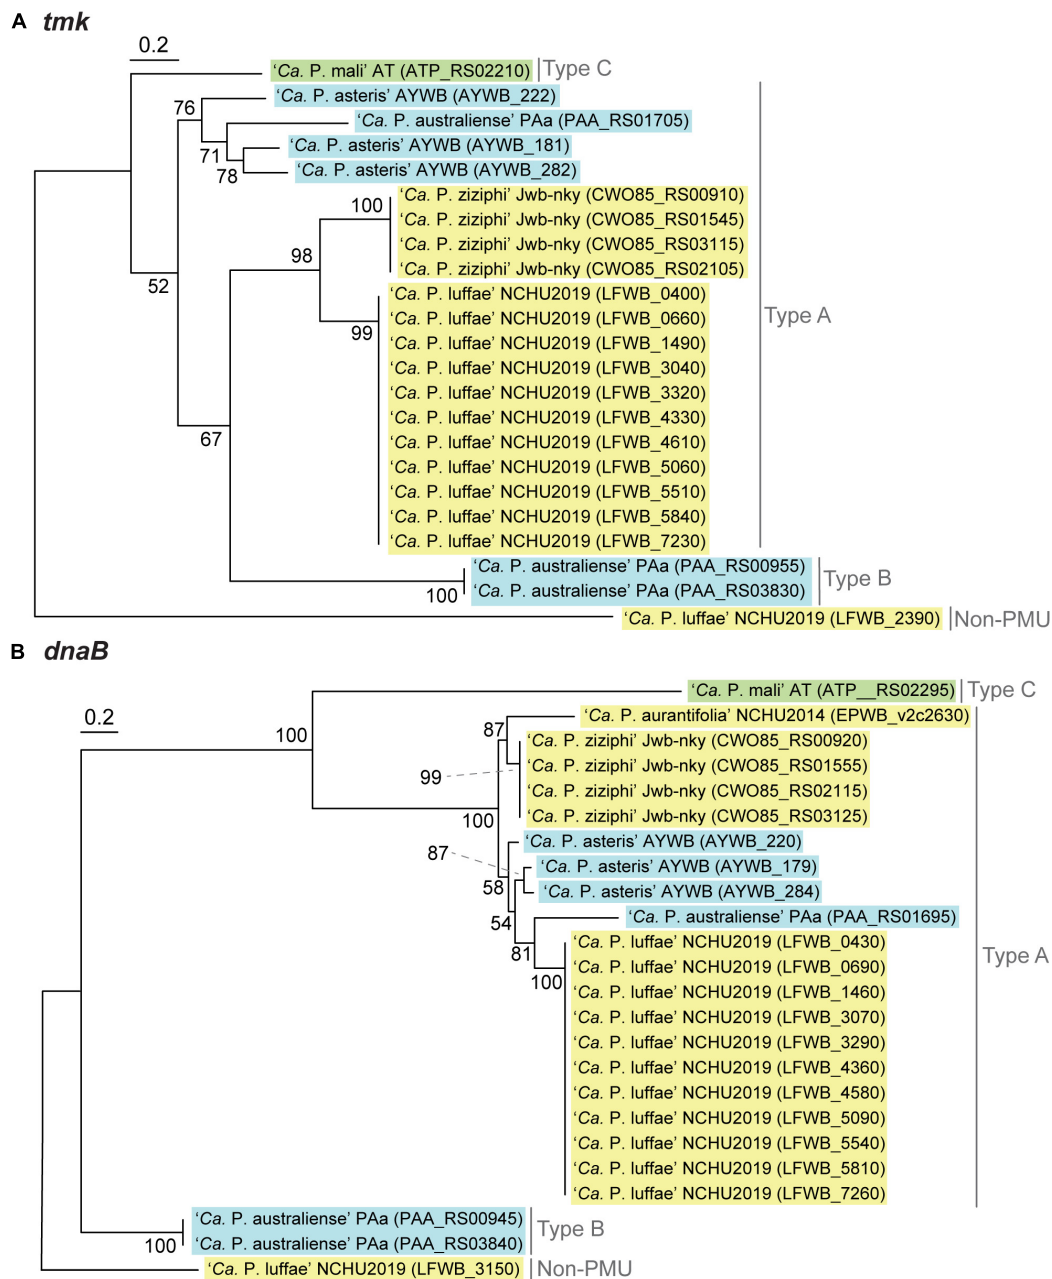 A tmk
0.2
‘Ca. P. mali’ AT (ATP_RS02210) Type C
76 ‘Ca. P. asteris’ AYWB (AYWB_222)
‘Ca. P. australiense’ PAa (PAA_RS01705)
71 ‘Ca. P. asteris’ AYWB (AYWB_181)
78 ‘Ca. P. asteris’ AYWB (AYWB_282)
‘Ca. P. ziziphi’ Jwb-nky (CWO85_RS00910)
100
‘Ca. P. ziziphi’ Jwb-nky (CWO85_RS01545)
‘Ca. P. ziziphi’ Jwb-nky (CWO85_RS03115)
98
‘Ca. P. ziziphi’ Jwb-nky (CWO85_RS02105)
52
‘Ca. P. luffae’ NCHU2019 (LFWB_0400)
‘Ca. P. luffae’ NCHU2019 (LFWB_0660)
Type A
99
‘Ca. P. luffae’ NCHU2019 (LFWB_1490)
‘Ca. P. luffae’ NCHU2019 (LFWB_3040)
‘Ca. P. luffae’ NCHU2019 (LFWB_3320)
‘Ca. P. luffae’ NCHU2019 (LFWB_4330)
67
‘Ca. P. luffae’ NCHU2019 (LFWB_4610)
‘Ca. P. luffae’ NCHU2019 (LFWB_5060)
‘Ca. P. luffae’ NCHU2019 (LFWB_5510)
‘Ca. P. luffae’ NCHU2019 (LFWB_5840)
‘Ca. P. luffae’ NCHU2019 (LFWB_7230)
‘Ca. P. australiense’ PAa (PAA_RS00955)
Type B
100 ‘Ca. P. australiense’ PAa (PAA_RS03830)
‘Ca. P. luffae’ NCHU2019 (LFWB_2390) Non-PMU
B dnaB
‘Ca. P. mali’ AT (ATP__RS02295) Type C
0.2
‘Ca. P. aurantifolia’ NCHU2014 (EPWB_v2c2630)
87
100
‘Ca. P. ziziphi’ Jwb-nky (CWO85_RS00920)
‘Ca. P. ziziphi’ Jwb-nky (CWO85_RS01555)
99
‘Ca. P. ziziphi’ Jwb-nky (CWO85_RS02115)
‘Ca. P. ziziphi’ Jwb-nky (CWO85_RS03125)
100
‘Ca. P. asteris’ AYWB (AYWB_220)
87
‘Ca. P. asteris’ AYWB (AYWB_179)
58 ‘Ca. P. asteris’ AYWB (AYWB_284)
54 ‘Ca. P. australiense’ PAa (PAA_RS01695)
‘Ca. P. luffae’ NCHU2019 (LFWB_0430)
81
Type A
‘Ca. P. luffae’ NCHU2019 (LFWB_0690)
100
‘Ca. P. luffae’ NCHU2019 (LFWB_1460)
‘Ca. P. luffae’ NCHU2019 (LFWB_3070)
‘Ca. P. luffae’ NCHU2019 (LFWB_3290)
‘Ca. P. luffae’ NCHU2019 (LFWB_4360)
‘Ca. P. luffae’ NCHU2019 (LFWB_4580)
‘Ca. P. luffae’ NCHU2019 (LFWB_5090)
‘Ca. P. luffae’ NCHU2019 (LFWB_5540)
‘Ca. P. luffae’ NCHU2019 (LFWB_5810)
‘Ca. P. luffae’ NCHU2019 (LFWB_7260)
‘Ca. P. australiense’ PAa (PAA_RS00945)
Type B
100 ‘Ca. P. australiense’ PAa (PAA_RS03840)
‘Ca. P. luffae’ NCHU2019 (LFWB_3150) Non-PMU